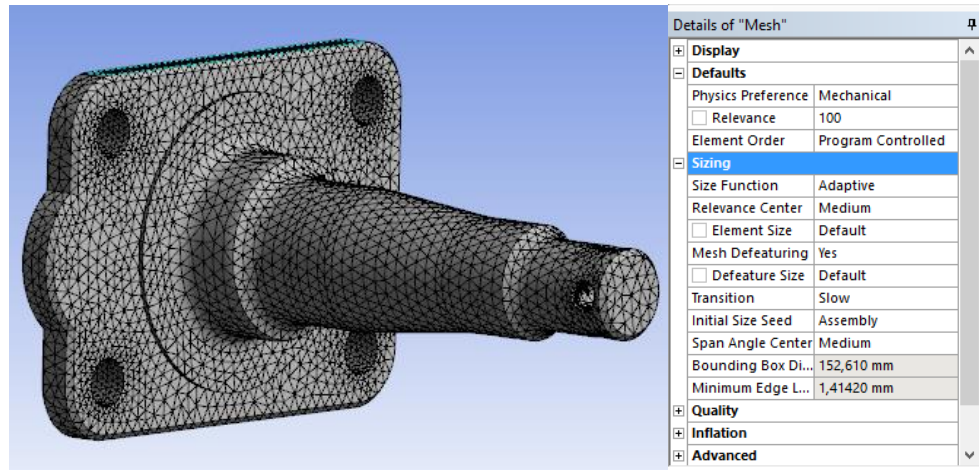 Details of "Mesh"
Display
Defaults
Physics Preference Mechanical
Relevance 100
Element Order Program Controlled
Sizing
Size Function Adaptive
Relevance Center Medium
Element Size Default
Mesh Defeaturing Yes
Defeature Size Default
Transition Slow
Initial Size Seed Assembly
Span Angle Center Medium
Bounding Box Di... 152,610 mm
Minimum Edge L... 1,41420 mm
Quality
Inflation
Advanced